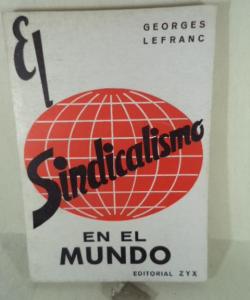 GEORGES
LEFRANC
El
Sindicalismo
EN EL
MUNDO
EDITORIAL ZYX